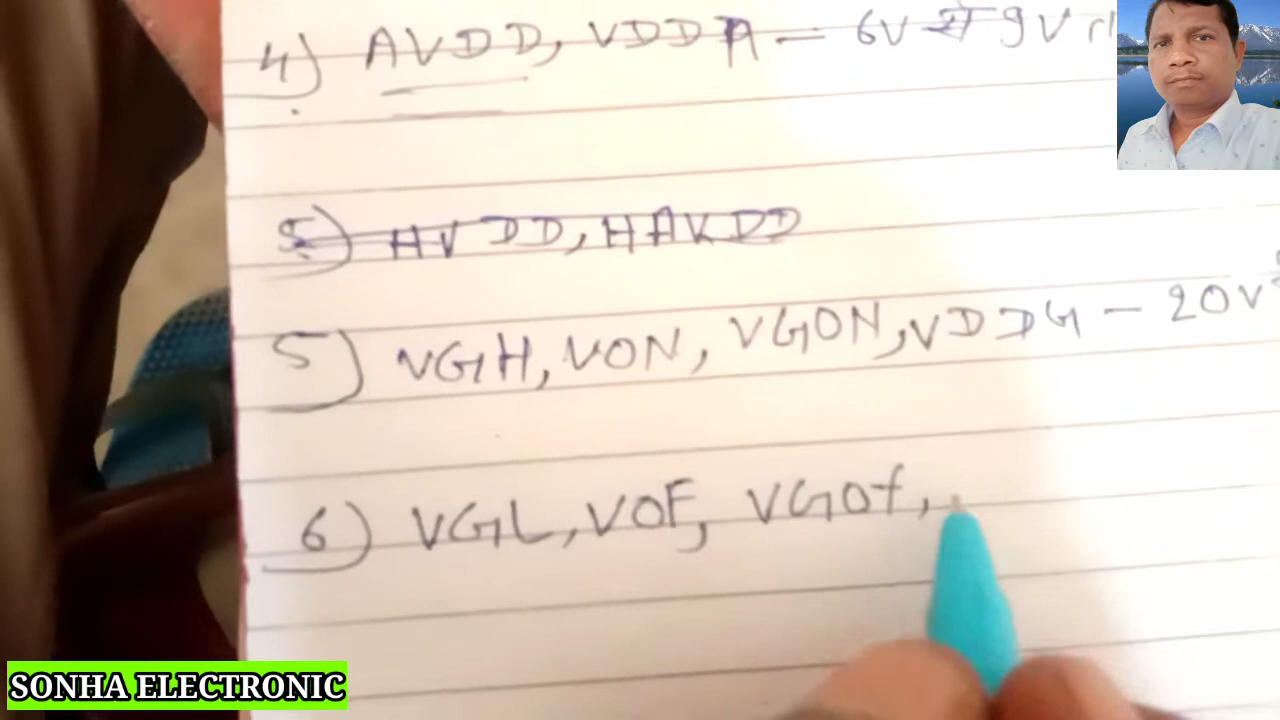 4) AVDD, VDDA — 6V से 9V
5) HVDD, HAVDD
5) VGH, VON, VGON, VDDG — 20V
6) VGL, VOF, VGOf,
SONHA ELECTRONIC